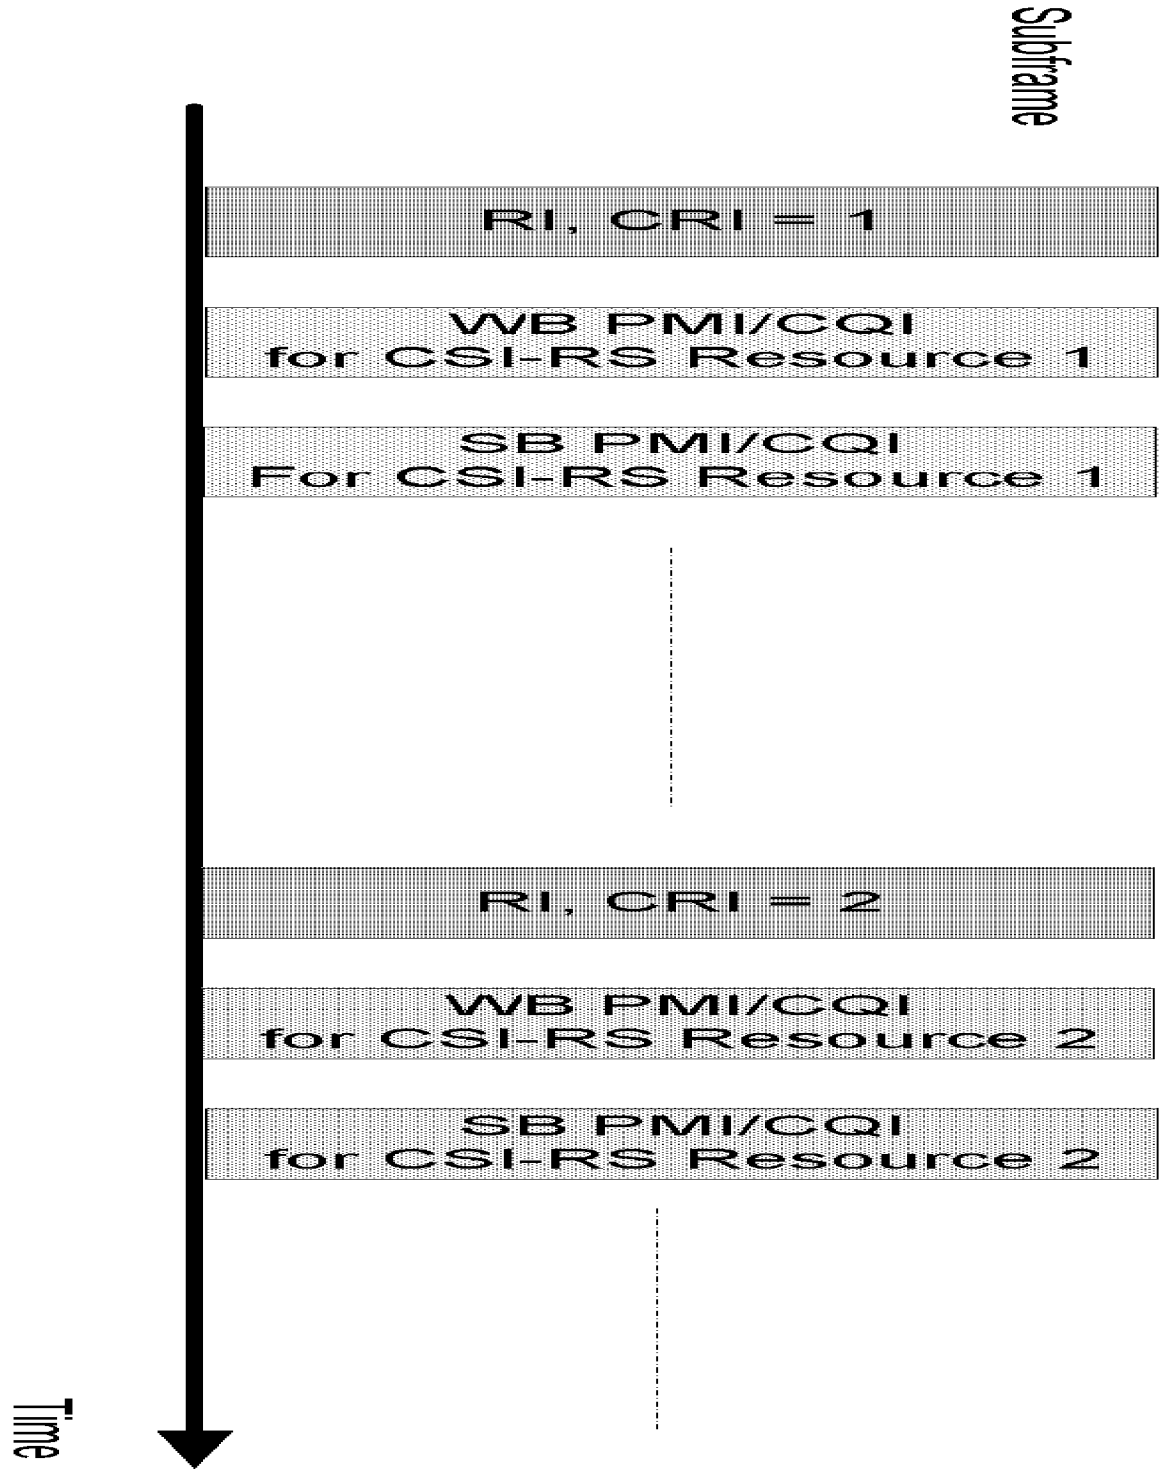 Subframe
RI, CRI = 1
WB PMI/CQI
for CSI-RS Resource 1
SB PMI/CQI
For CSI-RS Resource 1
RI, CRI = 2
WB PMI/CQI
for CSI-RS Resource 2
SB PMI/CQI
for CSI-RS Resource 2
Time